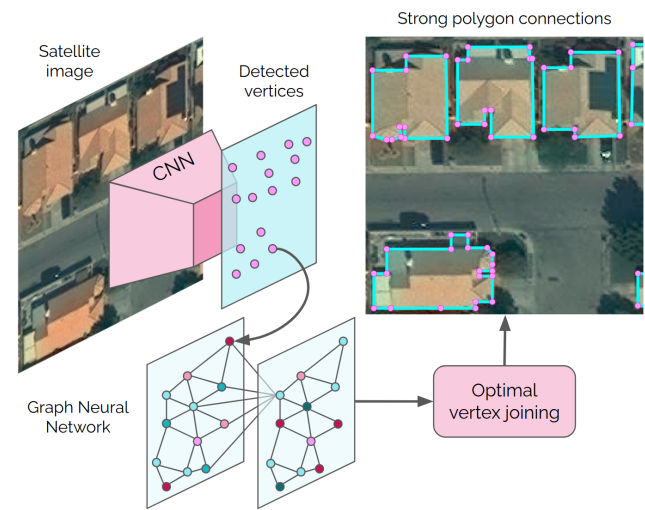 Strong polygon connections
Satellite
image
Detected
vertices
CNN
Graph Neural
Network
Optimal
vertex joining